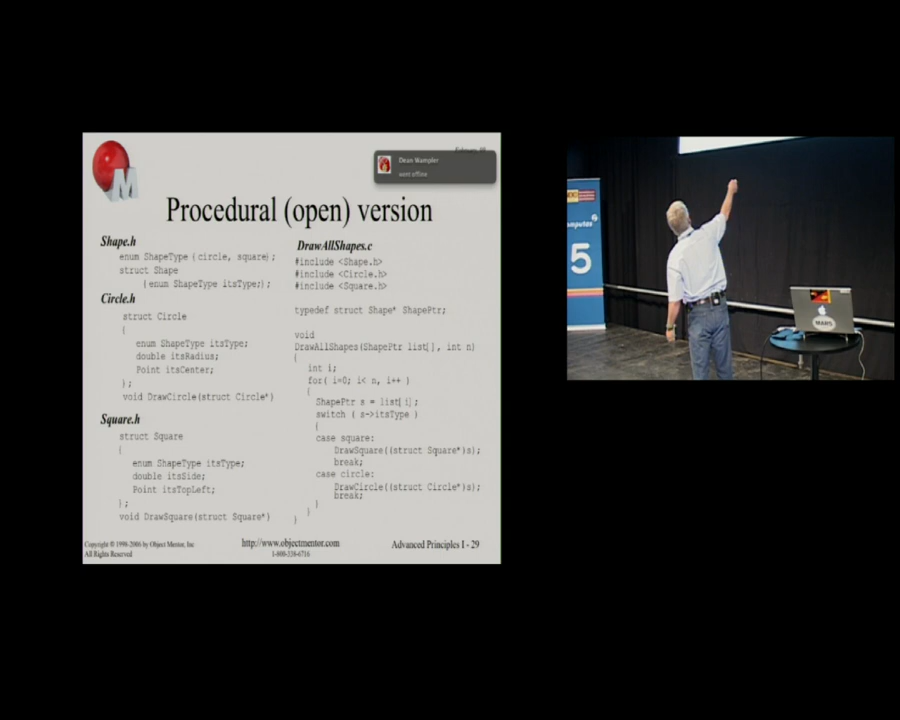 M
Dean Wampler
went offline
Procedural (open) version
Shape.h
enum ShapeType {circle, square};
struct Shape
{enum ShapeType itsType;};
Circle.h
struct Circle
{
enum ShapeType itsType;
double itsRadius;
Point itsCenter;
};
void DrawCircle(struct Circle*)
Square.h
struct Square
{
enum ShapeType itsType;
double itsSide;
Point itsTopLeft;
};
void DrawSquare(struct Square*)
DrawAllShapes.c
#include <Shape.h>
#include <Circle.h>
#include <Square.h>
typedef struct Shape* ShapePtr;
void
DrawAllShapes(ShapePtr list[], int n)
{
int i;
for( i=0; i< n, i++ )
{
ShapePtr s = list[ i];
switch ( s->itsType )
{
case square:
DrawSquare((struct Square*)s);
break;
case circle:
DrawCircle((struct Circle*)s);
break;
}
}
}
Copyright © 1998-2006 by Object Mentor, Inc
All Rights Reserved
http://www.objectmentor.com
1-800-338-6716
Advanced Principles I - 29
5
MARS